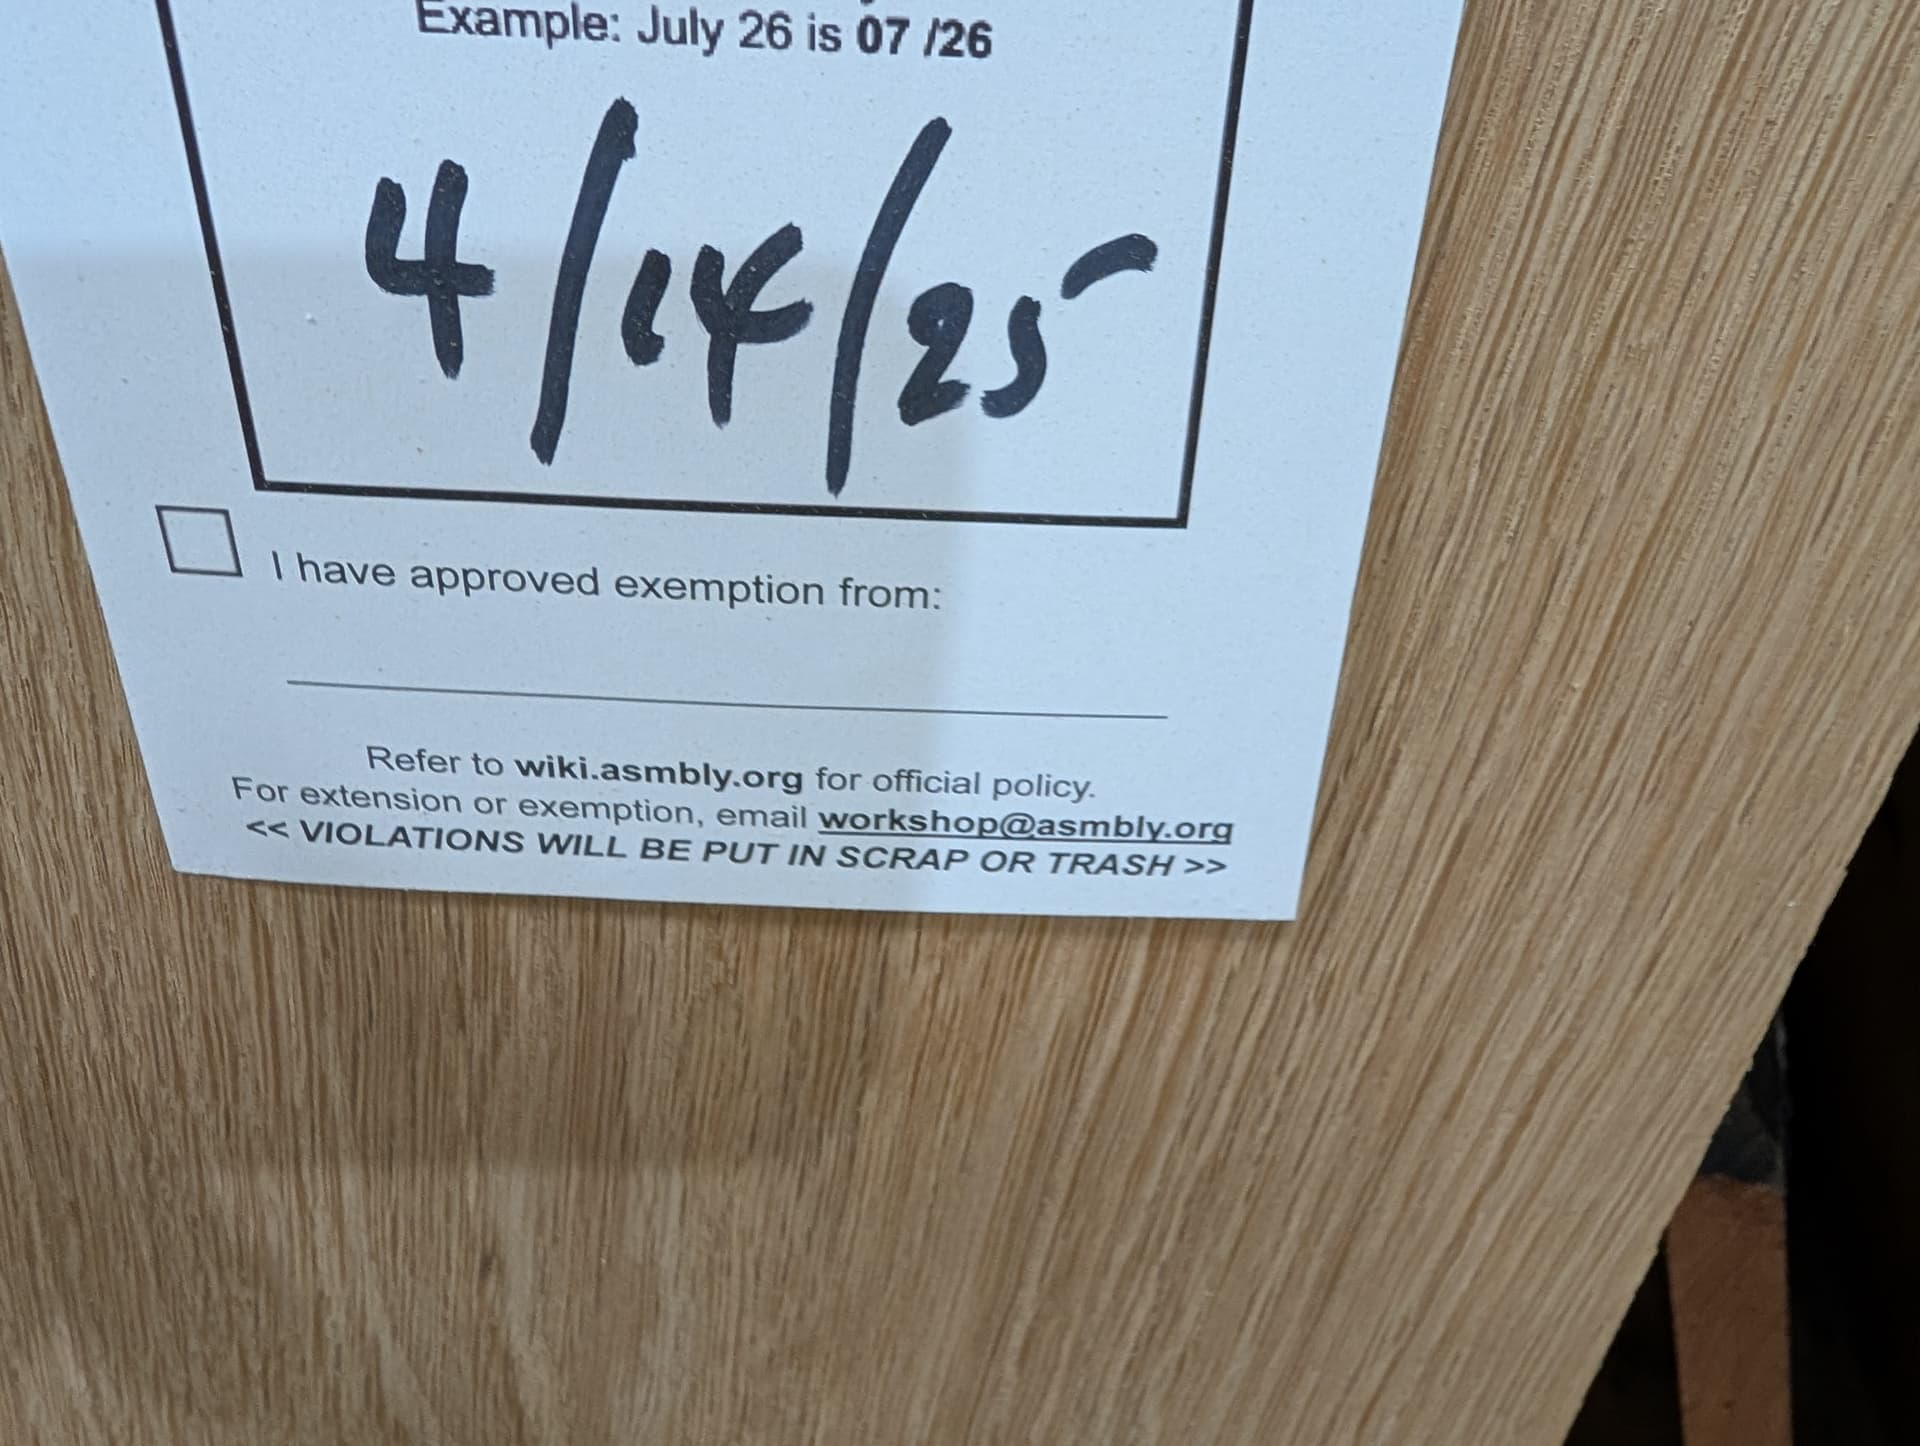 Example: July 26 is 07 /26
4/14/25
I have approved exemption from:
Refer to wiki.asmbly.org for official policy.
For extension or exemption, email workshop@asmbly.org
<< VIOLATIONS WILL BE PUT IN SCRAP OR TRASH >>